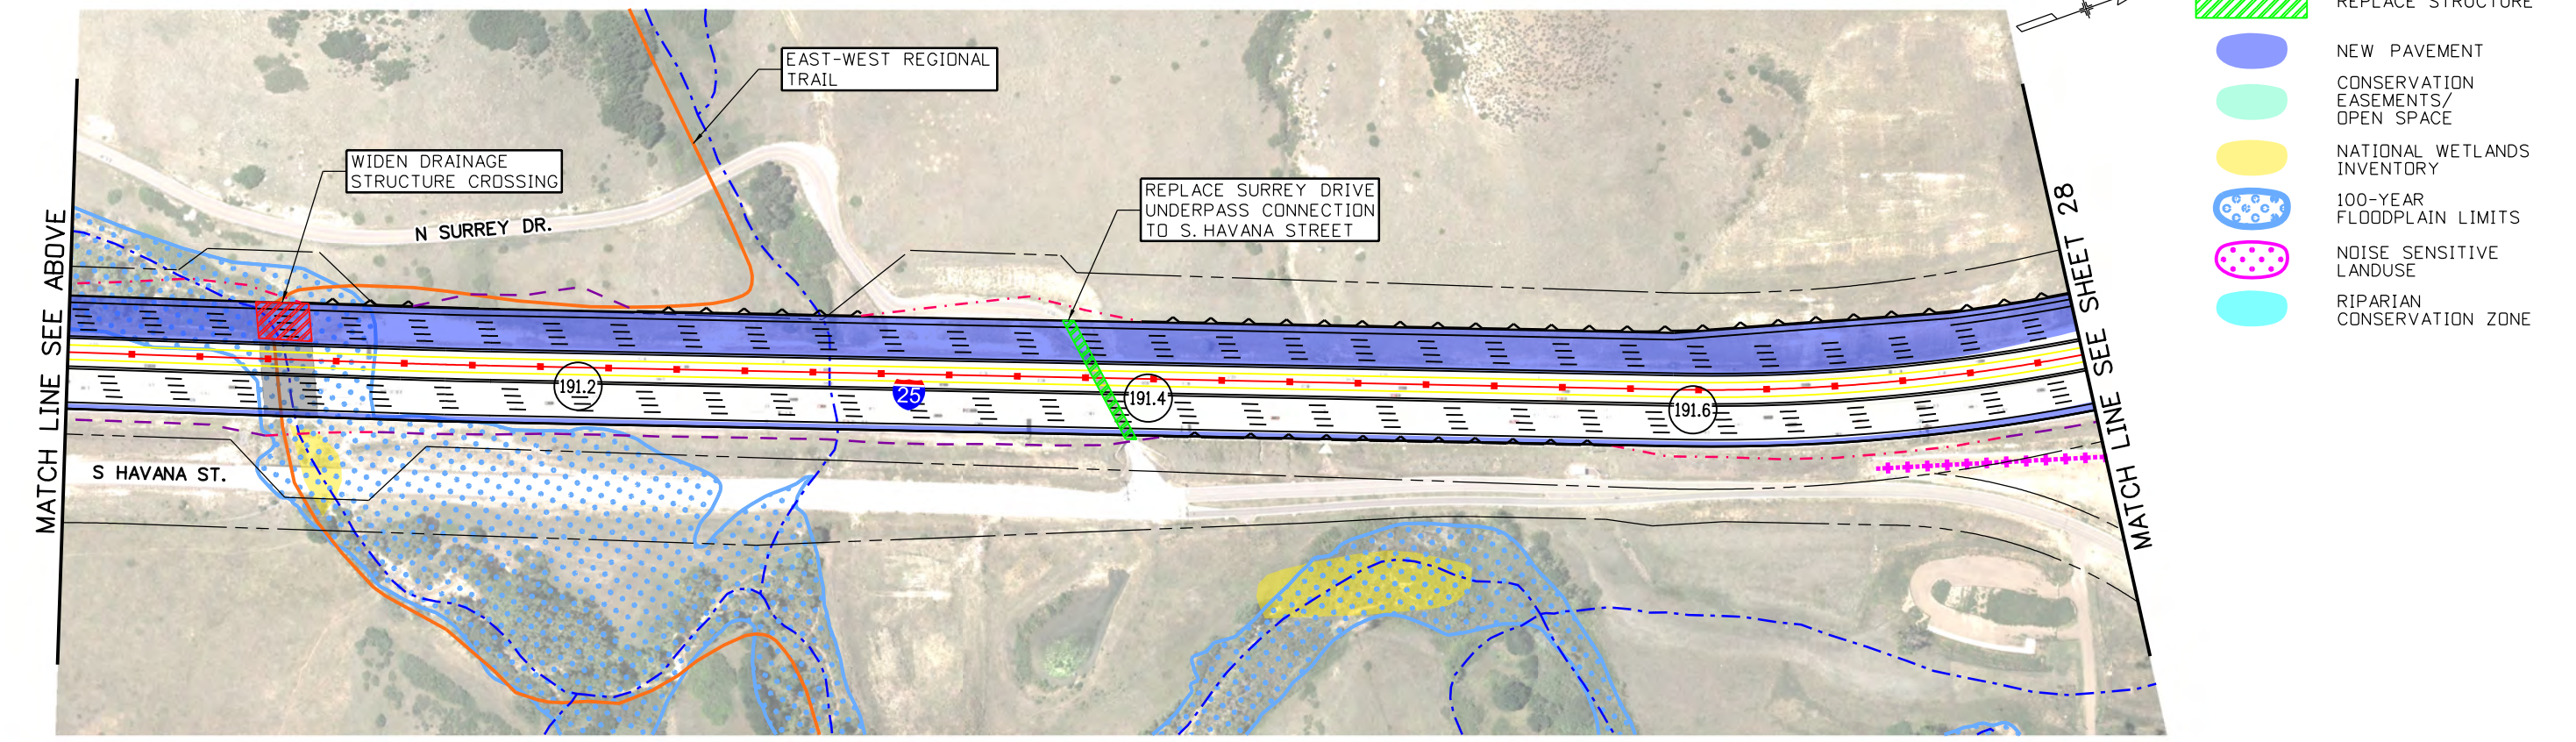 EAST-WEST REGIONAL
TRAIL
WIDEN DRAINAGE
STRUCTURE CROSSING
N SURREY DR.
REPLACE SURREY DRIVE
UNDERPASS CONNECTION
TO S. HAVANA STREET
MATCH LINE SEE ABOVE
191.2
25
191.4
191.6
S HAVANA ST.
MATCH LINE SEE SHEET 28
REPLACE STRUCTURE
NEW PAVEMENT
CONSERVATION
EASEMENTS/
OPEN SPACE
NATIONAL WETLANDS
INVENTORY
100-YEAR
FLOODPLAIN LIMITS
NOISE SENSITIVE
LANDUSE
RIPARIAN
CONSERVATION ZONE